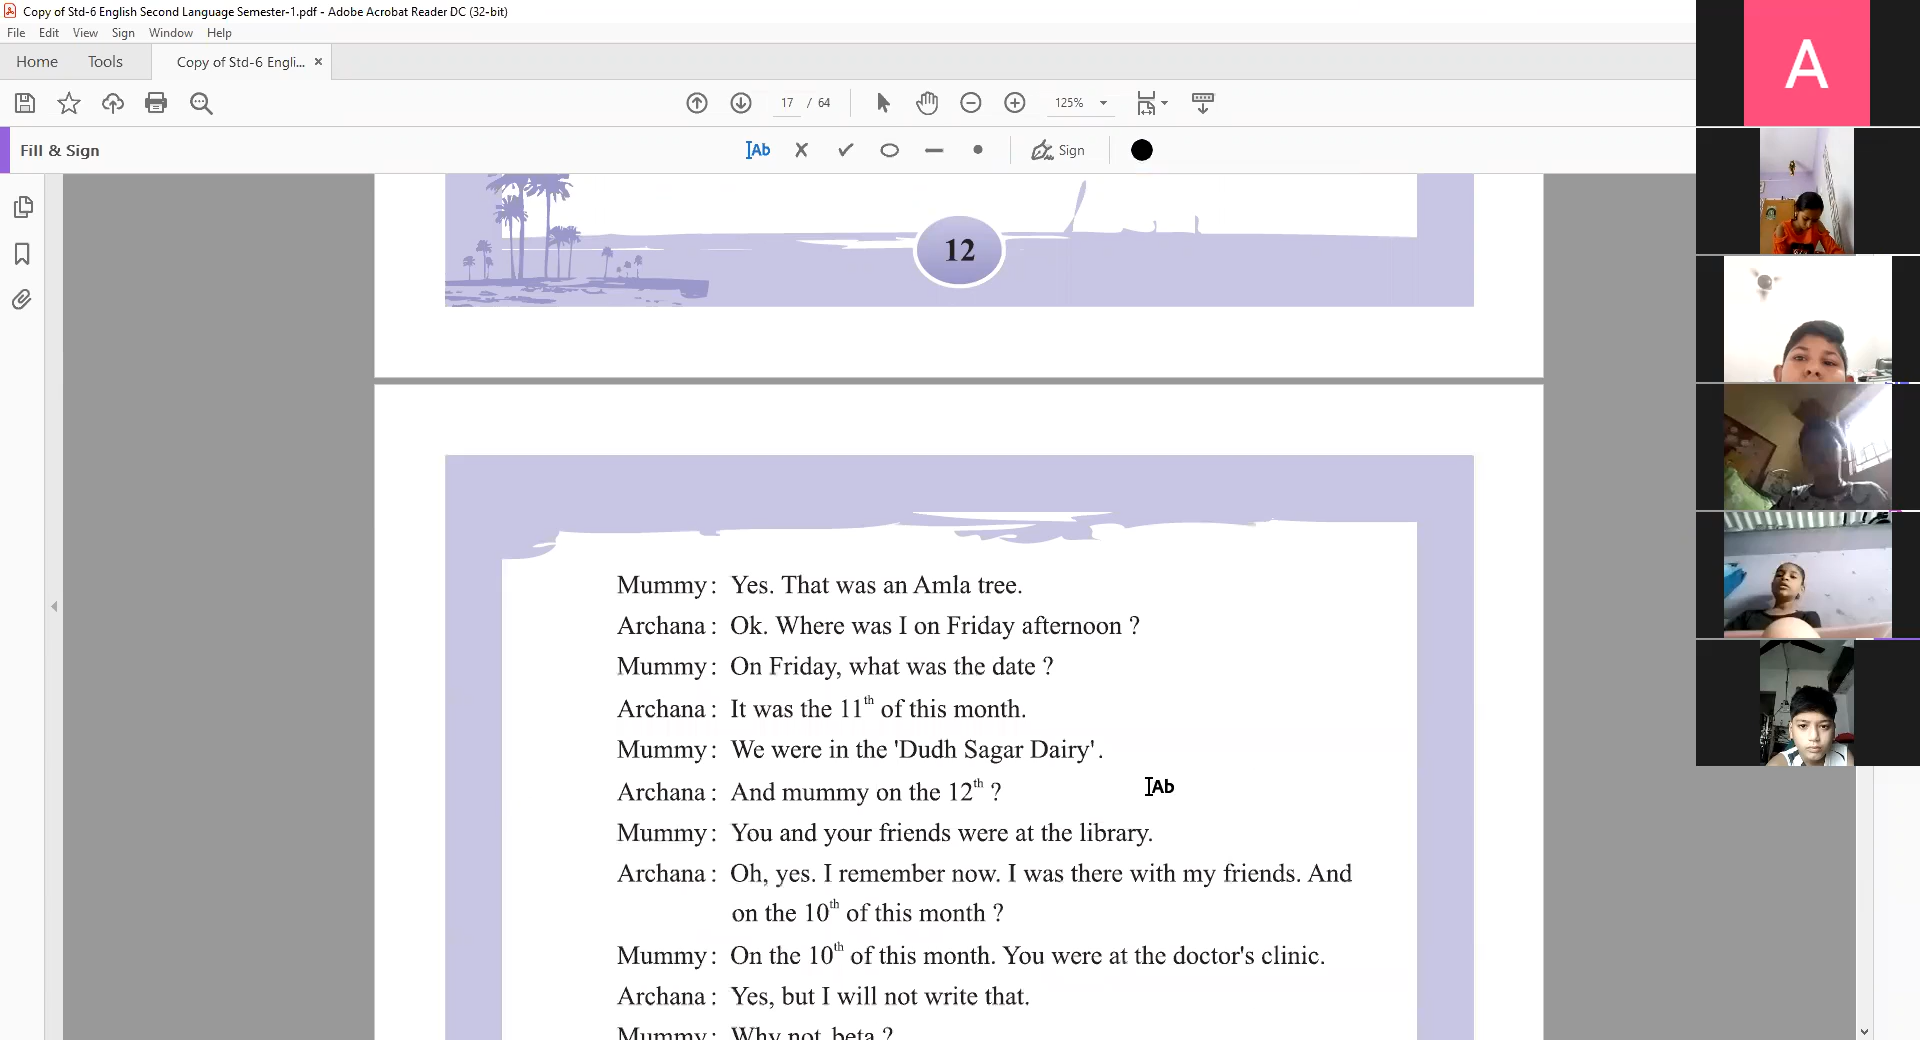 Copy of Std-6 English Second Language Semester-1.pdf - Adobe Acrobat Reader DC (32-bit)
File Edit View Sign Window Help
Home Tools Copy of Std-6 Engli... ×
17 / 64 125%
Fill & Sign
Ab Sign
A
12
Mummy : Yes. That was an Amla tree.
Archana : Ok. Where was I on Friday afternoon ?
Mummy : On Friday, what was the date ?
Archana : It was the 11th of this month.
Mummy : We were in the 'Dudh Sagar Dairy'.
Archana : And mummy on the 12th ?
Ab
Mummy : You and your friends were at the library.
Archana : Oh, yes. I remember now. I was there with my friends. And
on the 10th of this month ?
Mummy : On the 10th of this month. You were at the doctor's clinic.
Archana : Yes, but I will not write that.
Mummy : Why not, beta ?